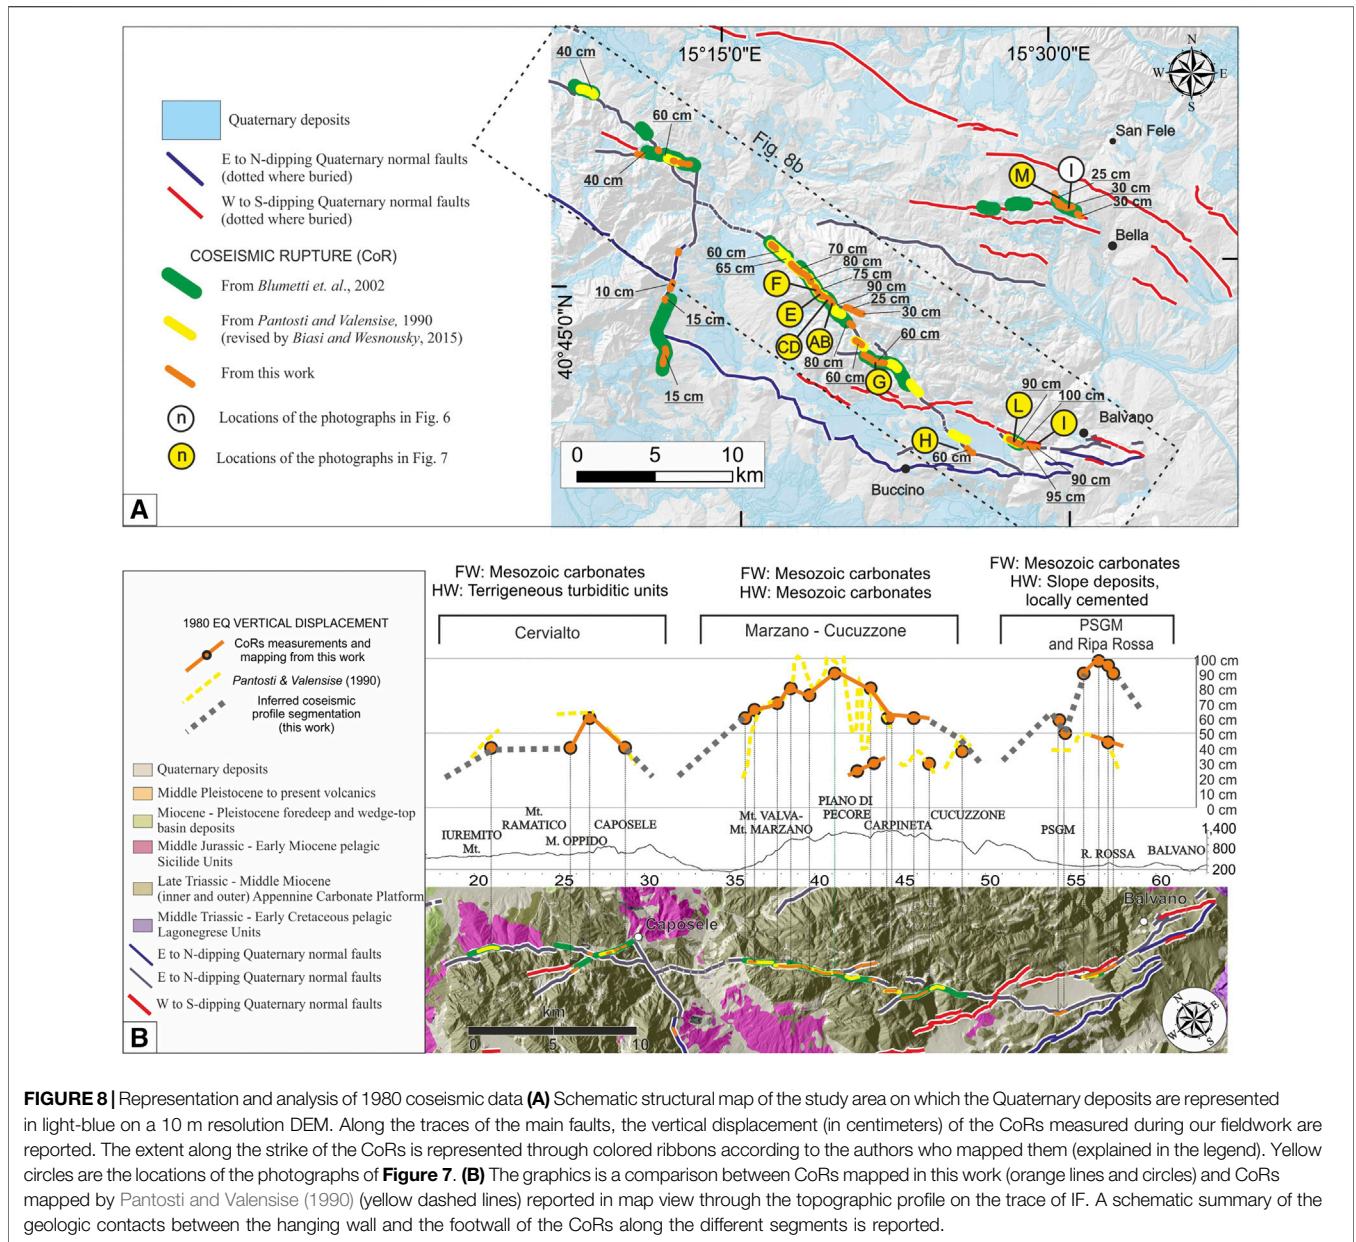 Quaternary deposits
E to N-dipping Quaternary normal faults
(dotted where buried)
W to S-dipping Quaternary normal faults
(dotted where buried)
COSEISMIC RUPTURE (CoR)
From Blumetti et. al., 2002
From Pantosti and Valensise, 1990
(revised by Biasi and Wesnousky, 2015)
From this work
n
Locations of the photographs in Fig. 6
n
Locations of the photographs in Fig. 7
A
15°15'0"E
15°30'0"E
40°45'0"N
N
W E
S
Fig. 8b
40 cm
60 cm
40 cm
San Fele
M
I
25 cm
30 cm
30 cm
Bella
60 cm
65 cm
70 cm
80 cm
75 cm
90 cm
25 cm
30 cm
F
E
CD
AB
10 cm
15 cm
15 cm
80 cm
60 cm
60 cm
G
L
90 cm
100 cm
I
Balvano
H
60 cm
90 cm
95 cm
Buccino
0 5 10
km
FW: Mesozoic carbonates
HW: Terrigeneous turbiditic units
FW: Mesozoic carbonates
HW: Mesozoic carbonates
FW: Mesozoic carbonates
HW: Slope deposits,
locally cemented
Cervialto
Marzano - Cucuzzone
PSGM
and Ripa Rossa
1980 EQ VERTICAL DISPLACEMENT
CoRs measurements and
mapping from this work
Pantosti & Valensise (1990)
Inferred coseismic
profile segmentation
(this work)
Quaternary deposits
Middle Pleistocene to present volcanics
Miocene - Pleistocene foredeep and wedge-top
basin deposits
Middle Jurassic - Early Miocene pelagic
Sicilide Units
Late Triassic - Middle Miocene
(inner and outer) Appennine Carbonate Platform
Middle Triassic - Early Cretaceous pelagic
Lagonegrese Units
E to N-dipping Quaternary normal faults
E to N-dipping Quaternary normal faults
W to S-dipping Quaternary normal faults
B
100 cm
90 cm
80 cm
70 cm
60 cm
50 cm
40 cm
30 cm
20 cm
10 cm
0 cm
1,400
800
200
IUREMITO
Mt.
Mt.
RAMATICO
M. OPPIDO
CAPOSELE
Mt. VALVA-
Mt. MARZANO
PIANO DI
PECORE
CARPINETA
CUCUZZONE
PSGM
R. ROSSA
BALVANO
20 25 30 35 40 45 50 55 60
Caposele
Balvano
km
0 5 10
N
W E
S
FIGURE 8 | Representation and analysis of 1980 coseismic data (A) Schematic structural map of the study area on which the Quaternary deposits are represented
in light-blue on a 10 m resolution DEM. Along the traces of the main faults, the vertical displacement (in centimeters) of the CoRs measured during our fieldwork are
reported. The extent along the strike of the CoRs is represented through colored ribbons according to the authors who mapped them (explained in the legend). Yellow
circles are the locations of the photographs of Figure 7. (B) The graphics is a comparison between CoRs mapped in this work (orange lines and circles) and CoRs
mapped by Pantosti and Valensise (1990) (yellow dashed lines) reported in map view through the topographic profile on the trace of IF. A schematic summary of the
geologic contacts between the hanging wall and the footwall of the CoRs along the different segments is reported.